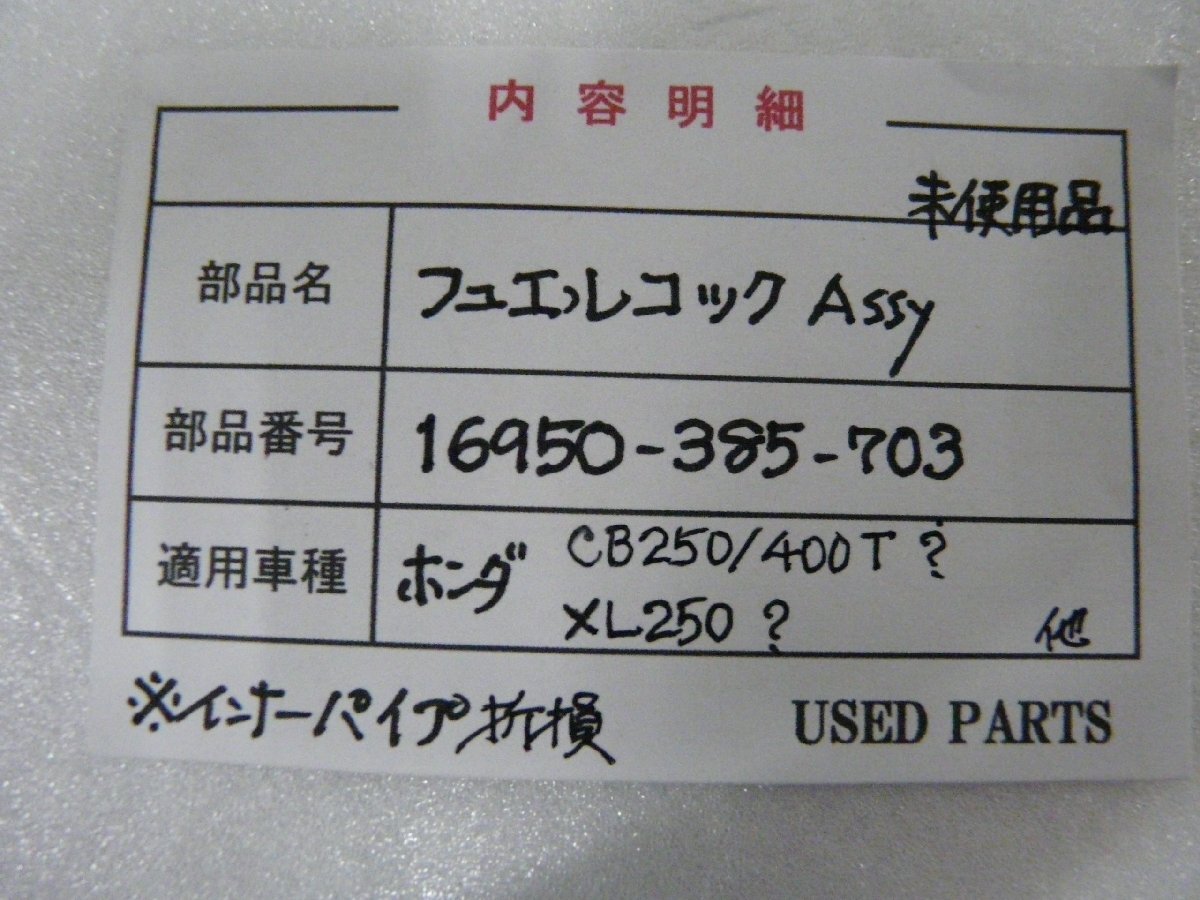 内容明細
未使用品
部品名 フューエルコック Assy
部品番号 16950-385-703
適用車種 ホンダ CB250/400T ?
XL250 ? 他
※インナーパイプ折損 USED PARTS